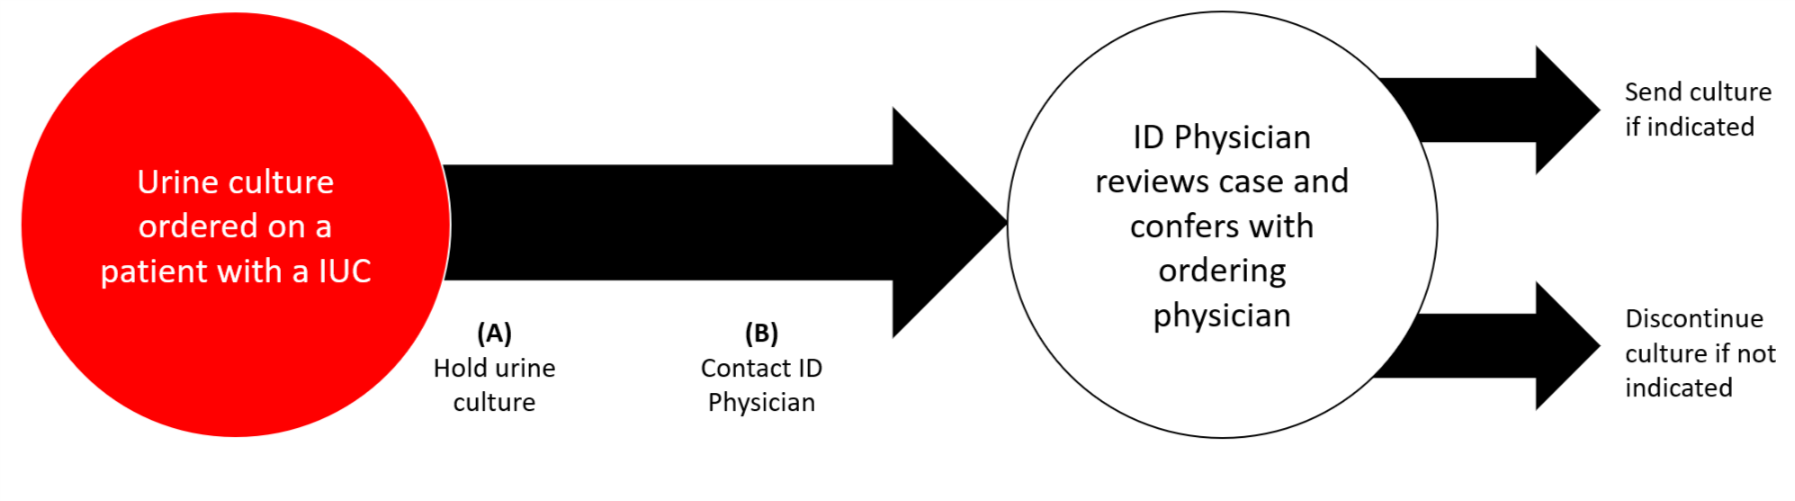 Urine culture
ordered on a
patient with a IUC
(A)
Hold urine
culture
(B)
Contact ID
Physician
ID Physician
reviews case and
confers with
ordering
physician
Send culture
if indicated
Discontinue
culture if not
indicated